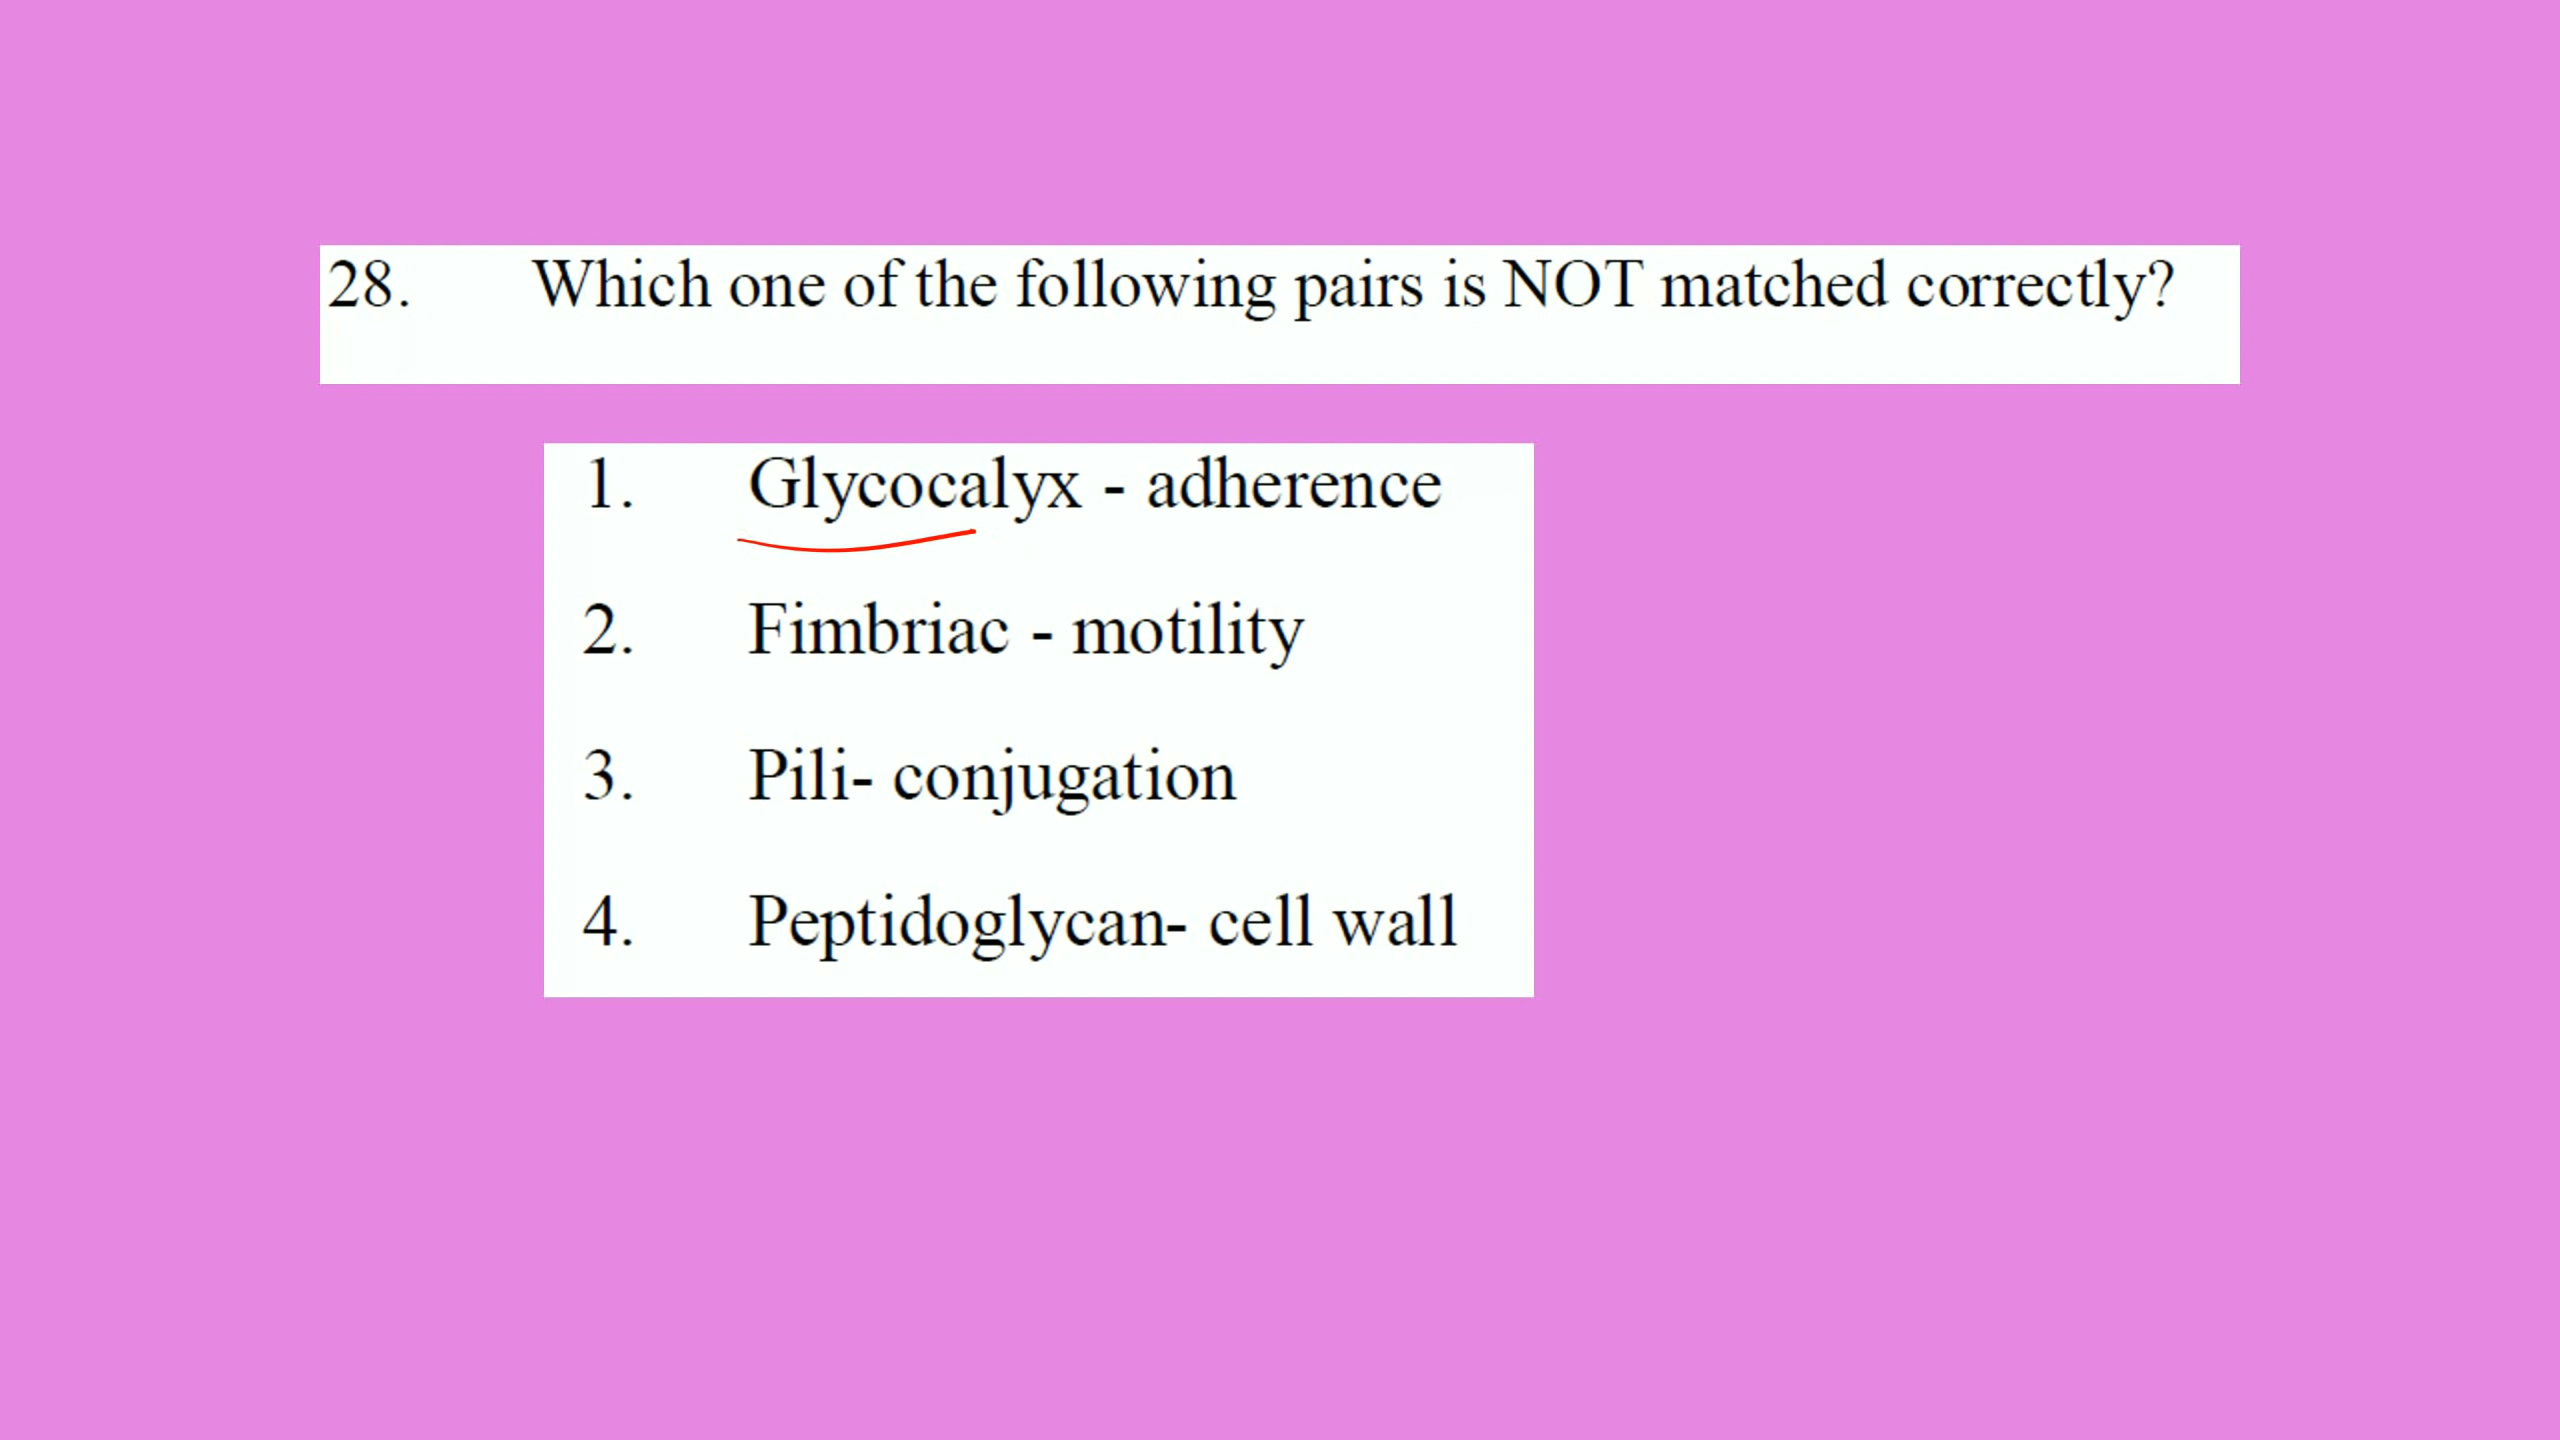 28. Which one of the following pairs is NOT matched correctly?
1. Glycocalyx - adherence
2. Fimbriac - motility
3. Pili- conjugation
4. Peptidoglycan- cell wall